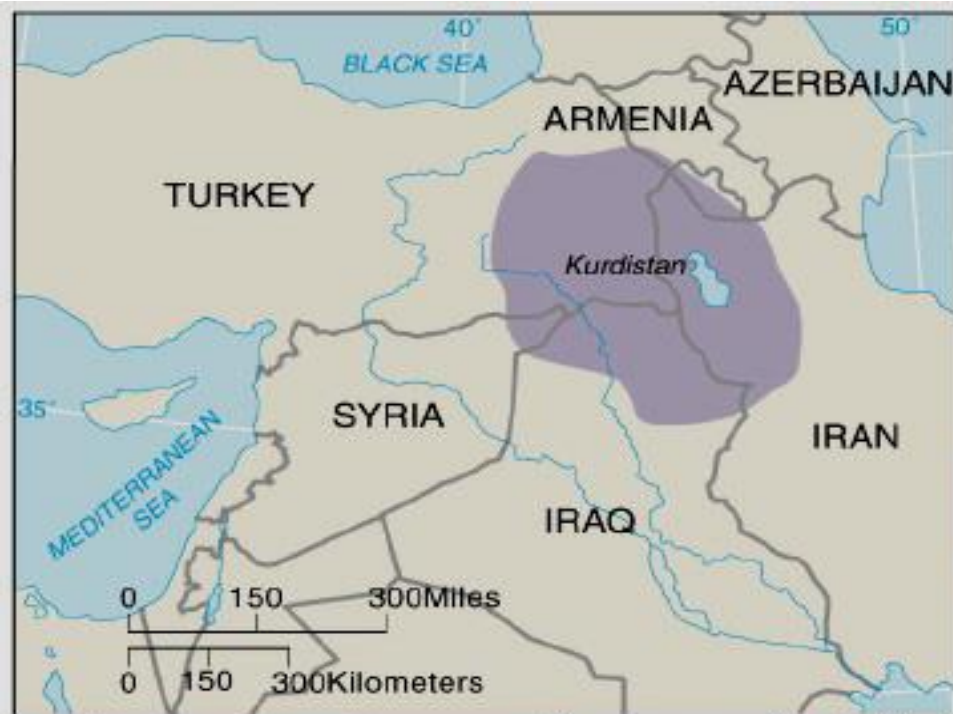 40°
50°
BLACK SEA
AZERBAIJAN
ARMENIA
TURKEY
Kurdistan
35°
SYRIA
IRAN
MEDITERRANEAN
SEA
IRAQ
0 150 300Miles
0 150 300Kilometers